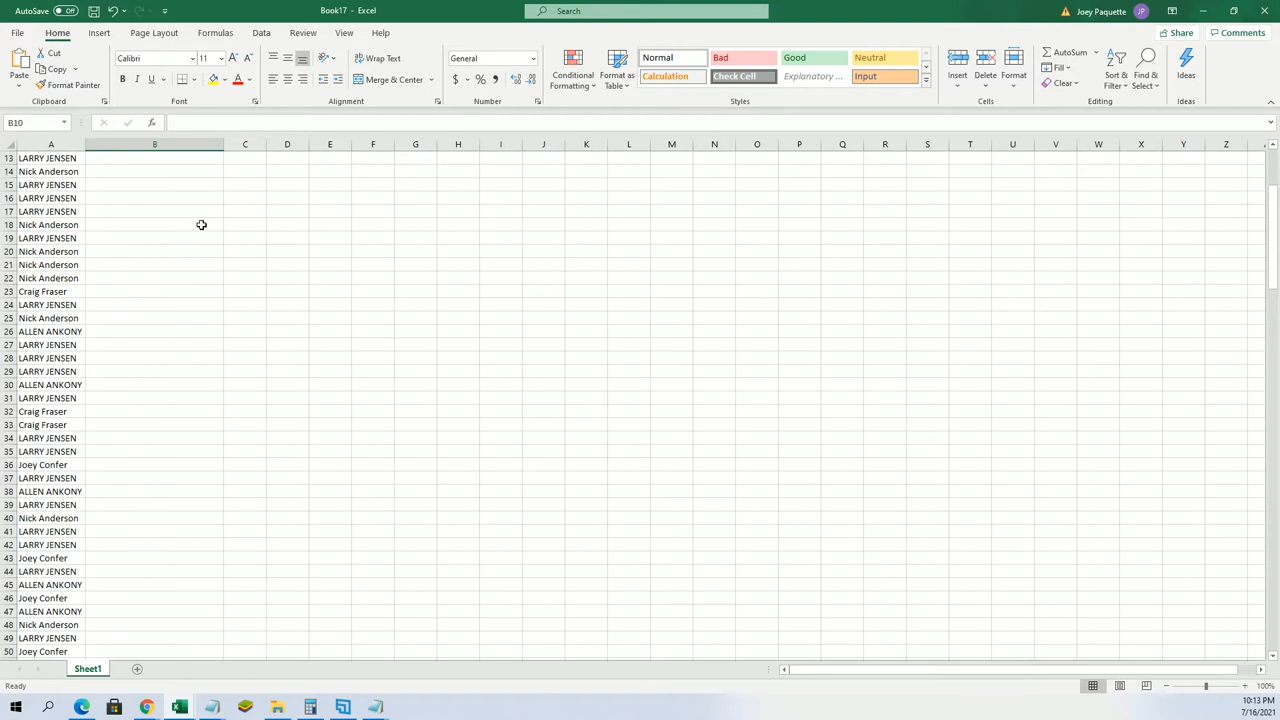 AutoSave Off Book17 - Excel Search Joey Paquette JP
File Home Insert Page Layout Formulas Data Review View Help Share Comments
Paste Cut Copy Format Painter Clipboard
Calibri 11 A A B I U A Font
ab Wrap Text Merge & Center Alignment
General $ % , Number
Conditional Formatting Format as Table
Normal Bad Good Neutral
Calculation Check Cell Explanatory ... Input
Styles
Insert Delete Format Cells
AutoSum Fill Clear Sort & Filter Find & Select Editing
Ideas Ideas
B10 fx
A B C D E F G H I J K L M N O P Q R S T U V W X Y Z
13 LARRY JENSEN
14 Nick Anderson
15 LARRY JENSEN
16 LARRY JENSEN
17 LARRY JENSEN
18 Nick Anderson
19 LARRY JENSEN
20 Nick Anderson
21 Nick Anderson
22 Nick Anderson
23 Craig Fraser
24 LARRY JENSEN
25 Nick Anderson
26 ALLEN ANKONY
27 LARRY JENSEN
28 LARRY JENSEN
29 LARRY JENSEN
30 ALLEN ANKONY
31 LARRY JENSEN
32 Craig Fraser
33 Craig Fraser
34 LARRY JENSEN
35 LARRY JENSEN
36 Joey Confer
37 LARRY JENSEN
38 ALLEN ANKONY
39 LARRY JENSEN
40 Nick Anderson
41 LARRY JENSEN
42 LARRY JENSEN
43 Joey Confer
44 LARRY JENSEN
45 ALLEN ANKONY
46 Joey Confer
47 ALLEN ANKONY
48 Nick Anderson
49 LARRY JENSEN
50 Joey Confer
Sheet1
Ready 100%
10:13 PM
7/16/2021